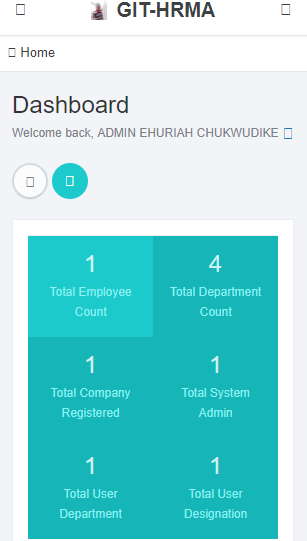 GIT-HRMA
Home
Dashboard
Welcome back, ADMIN EHURIAH CHUKWUDIKE
1
Total Employee
Count
4
Total Department
Count
1
Total Company
Registered
1
Total System
Admin
1
Total User
Department
1
Total User
Designation